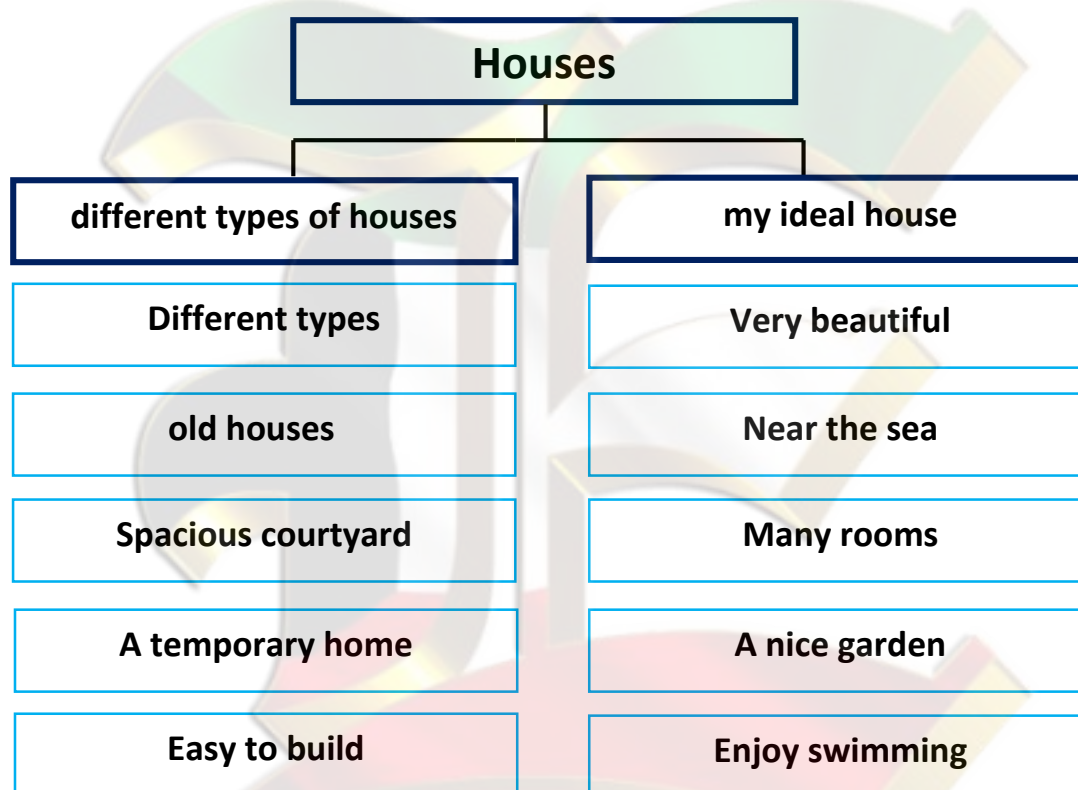 Houses
different types of houses
my ideal house
Different types
Very beautiful
old houses
Near the sea
Spacious courtyard
Many rooms
A temporary home
A nice garden
Easy to build
Enjoy swimming